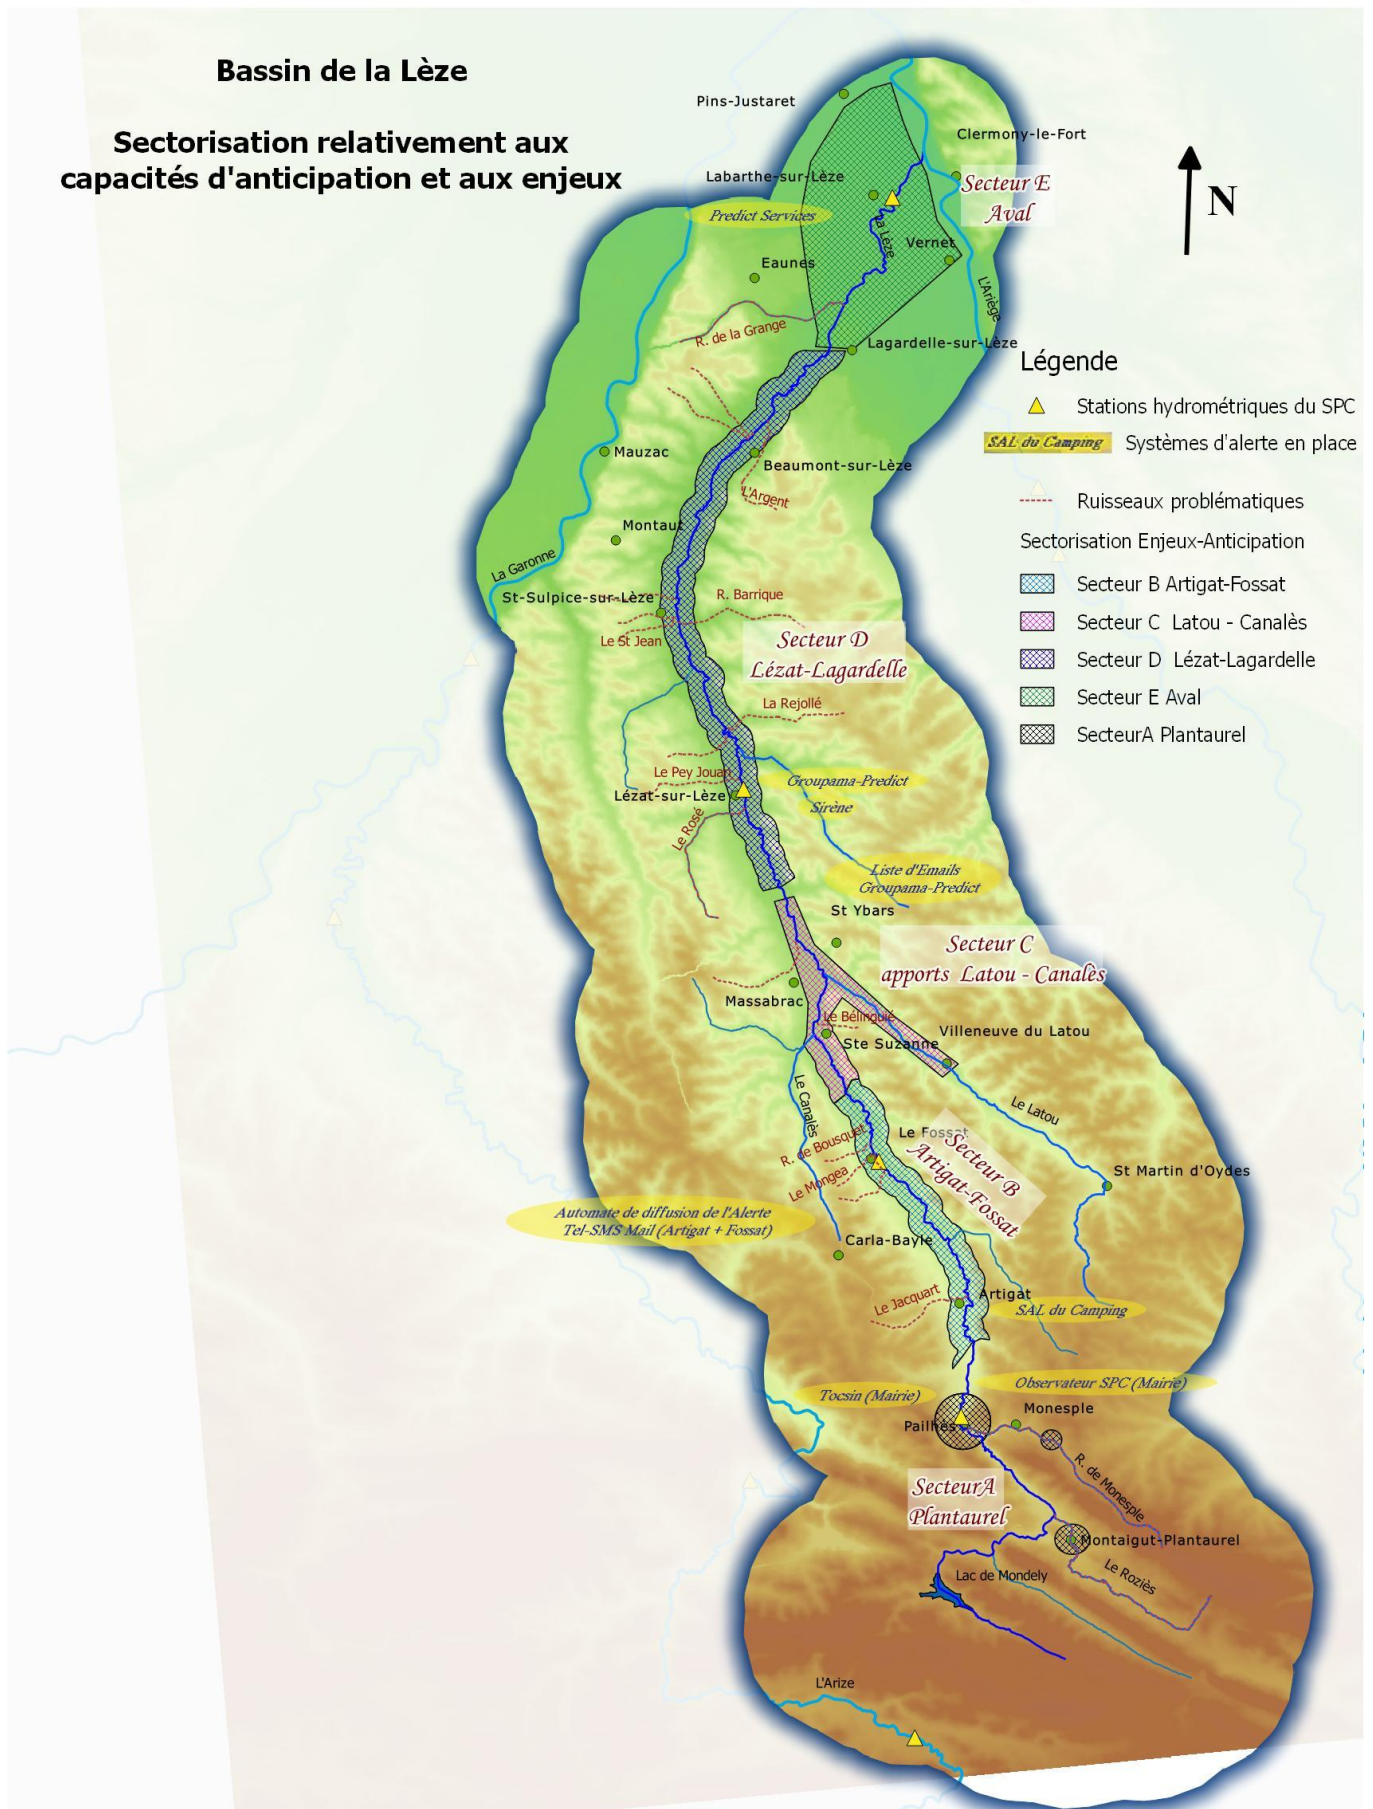 Bassin de la Lèze
Sectorisation relativement aux
capacités d'anticipation et aux enjeux
Pins-Justaret
Clermony-le-Fort
N
Labarthe-sur-Lèze
Secteur E
Aval
Predict Services
La Lèze
Vernet
Eaunes
L'Ariège
R. de la Grange
Lagardelle-sur-Lèze
Légende
Stations hydrométriques du SPC
SAL du Camping
Systèmes d'alerte en place
Ruisseaux problématiques
Sectorisation Enjeux-Anticipation
Secteur B Artigat-Fossat
Secteur C Latou - Canalès
Secteur D Lézat-Lagardelle
Secteur E Aval
SecteurA Plantaurel
Mauzac
Beaumont-sur-Lèze
L'Argent
Montaut
La Garonne
St-Sulpice-sur-Lèze
R. Barrique
Le St Jean
Secteur D
Lézat-Lagardelle
La Rejollé
Le Pey Jouan
Lézat-sur-Lèze
Groupama-Predict
Sirène
Le Rosé
Liste d'Emails
Groupama-Predict
St Ybars
Secteur C
apports Latou - Canalès
Massabrac
Le Bélinguié
Villeneuve du Latou
Ste Suzanne
Le Canalès
Le Latou
R. de Bousquet
Le Fossat
Secteur B
Artigat-Fossat
Le Mongea
St Martin d'Oydes
Automate de diffusion de l'Alerte
Tel-SMS Mail (Artigat + Fossat)
Carla-Bayle
Le Jacquart
Artigat
SAL du Camping
Tocsin (Mairie)
Observateur SPC (Mairie)
Monesple
Pailhès
R. de Monesple
SecteurA
Plantaurel
Montaigut-Plantaurel
Lac de Mondely
Le Roziès
L'Arize